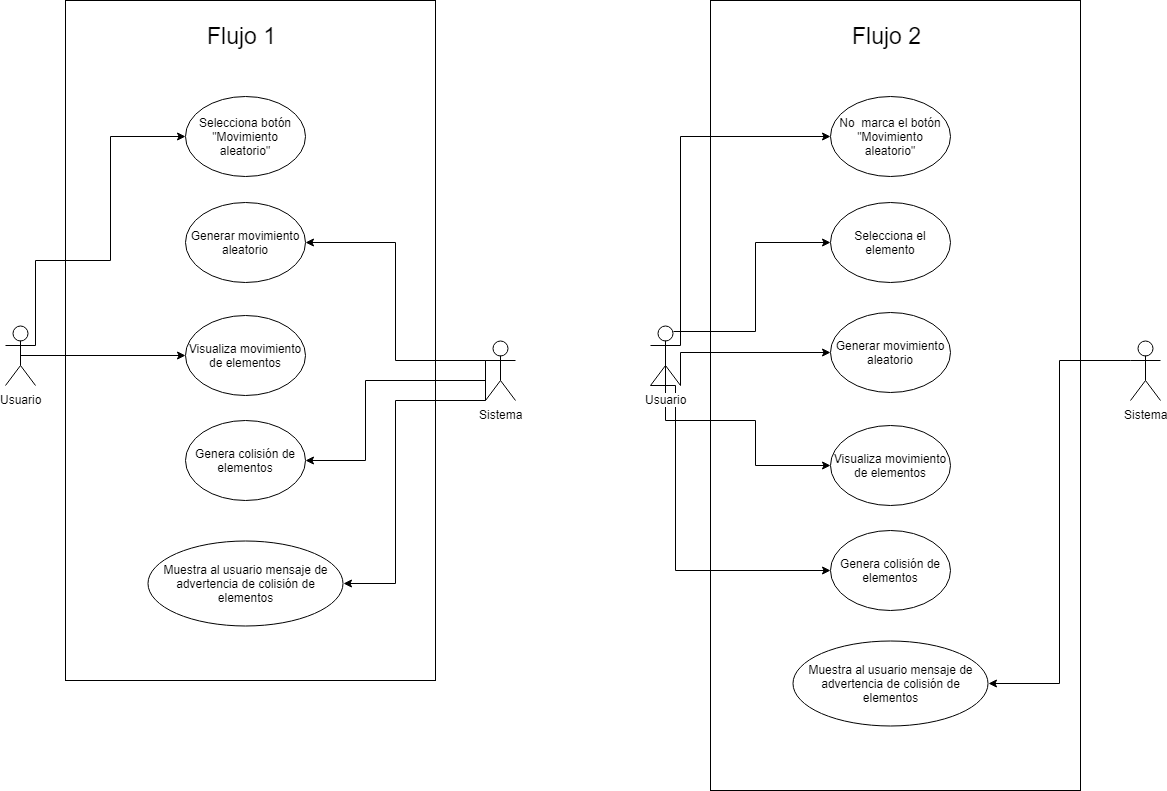 Flujo 1
Selecciona botón
"Movimiento
aleatorio"
Generar movimiento
aleatorio
Visualiza movimiento
de elementos
Genera colisión de
elementos
Muestra al usuario mensaje de
advertencia de colisión de
elementos
Usuario
Sistema
Flujo 2
No marca el botón
"Movimiento
aleatorio"
Selecciona el
elemento
Generar movimiento
aleatorio
Visualiza movimiento
de elementos
Genera colisión de
elementos
Muestra al usuario mensaje de
advertencia de colisión de
elementos
Usuario
Sistema